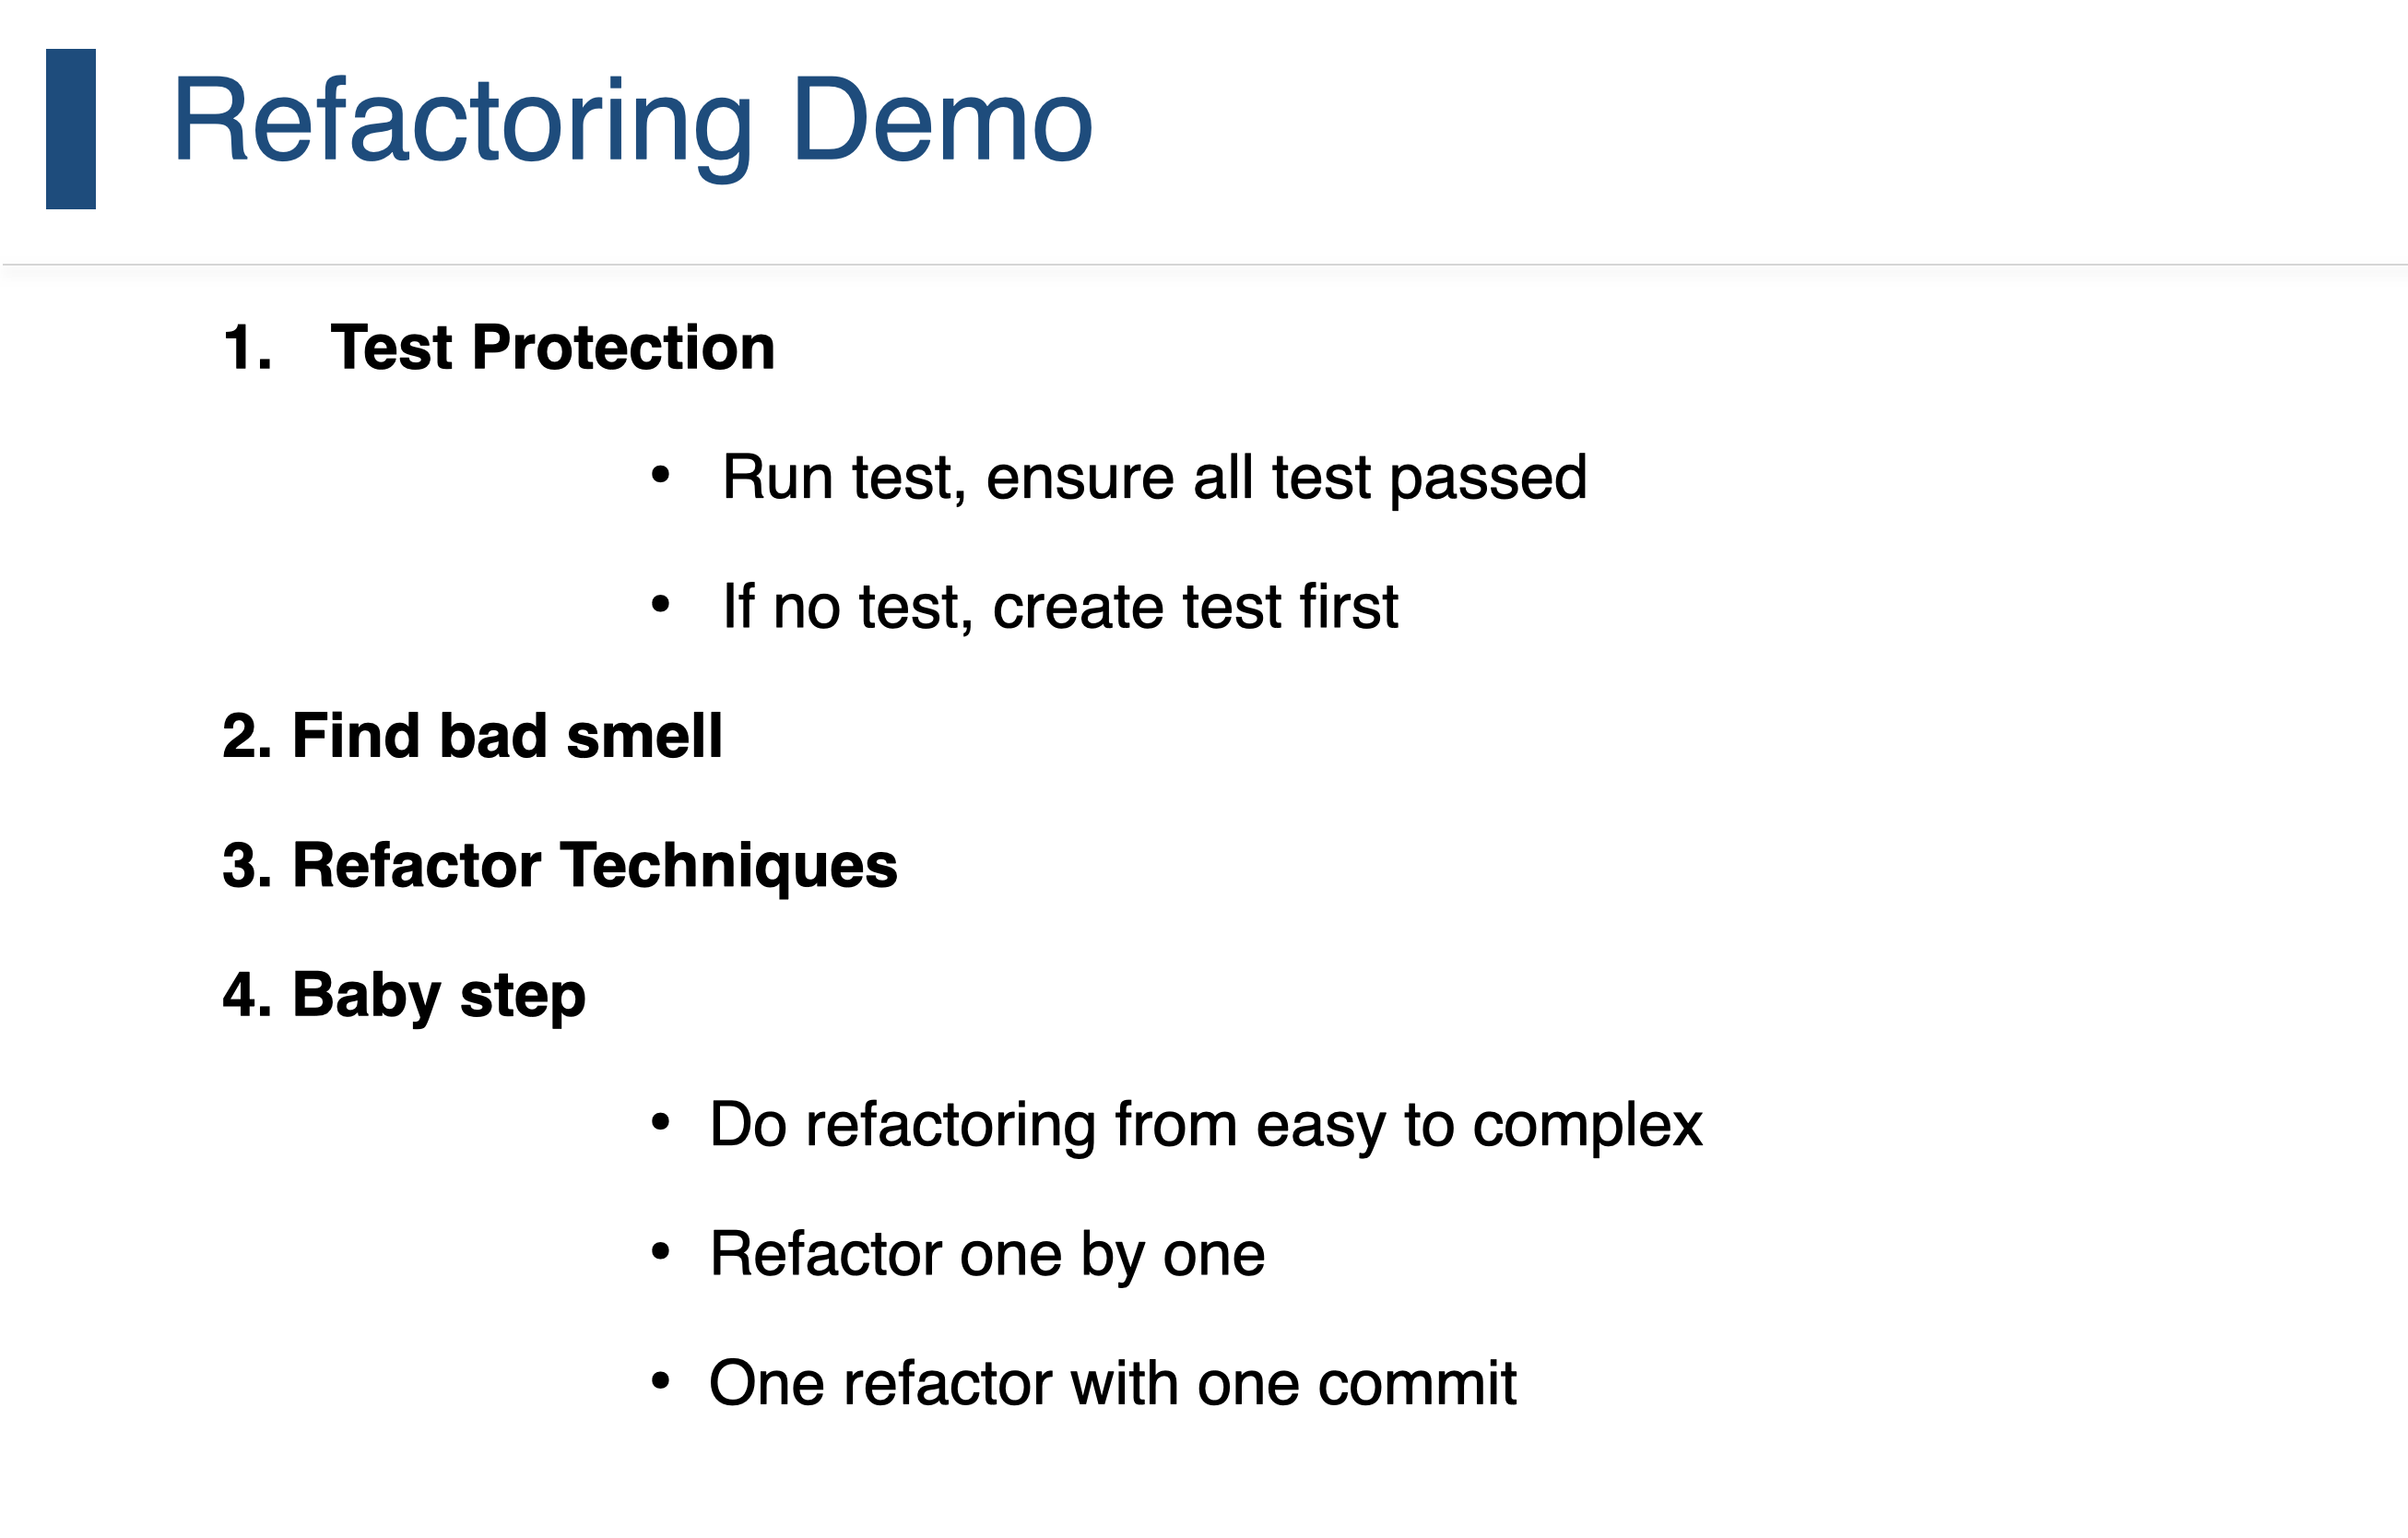 Refactoring Demo
1. Test Protection
• Run test, ensure all test passed
• If no test, create test first
2. Find bad smell
3. Refactor Techniques
4. Baby step
• Do refactoring from easy to complex
• Refactor one by one
• One refactor with one commit